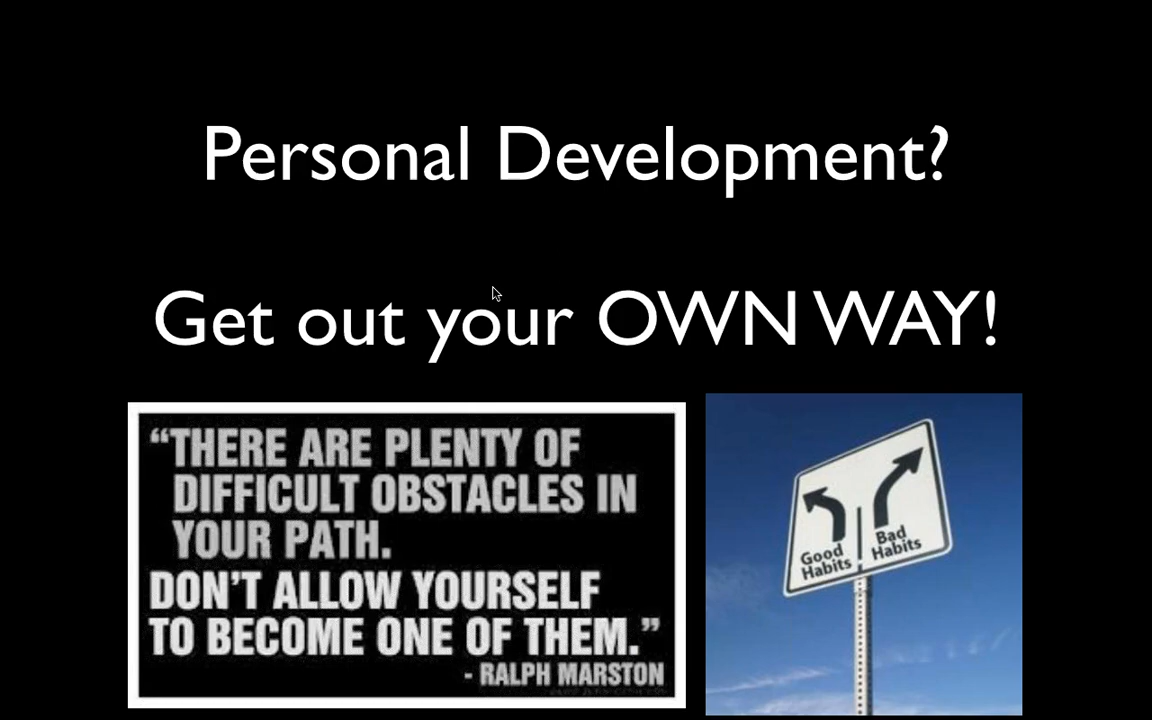 Personal Development?
Get out your OWN WAY!
“THERE ARE PLENTY OF
DIFFICULT OBSTACLES IN
YOUR PATH.
DON’T ALLOW YOURSELF
TO BECOME ONE OF THEM.”
- RALPH MARSTON
Good
Habits
Bad
Habits